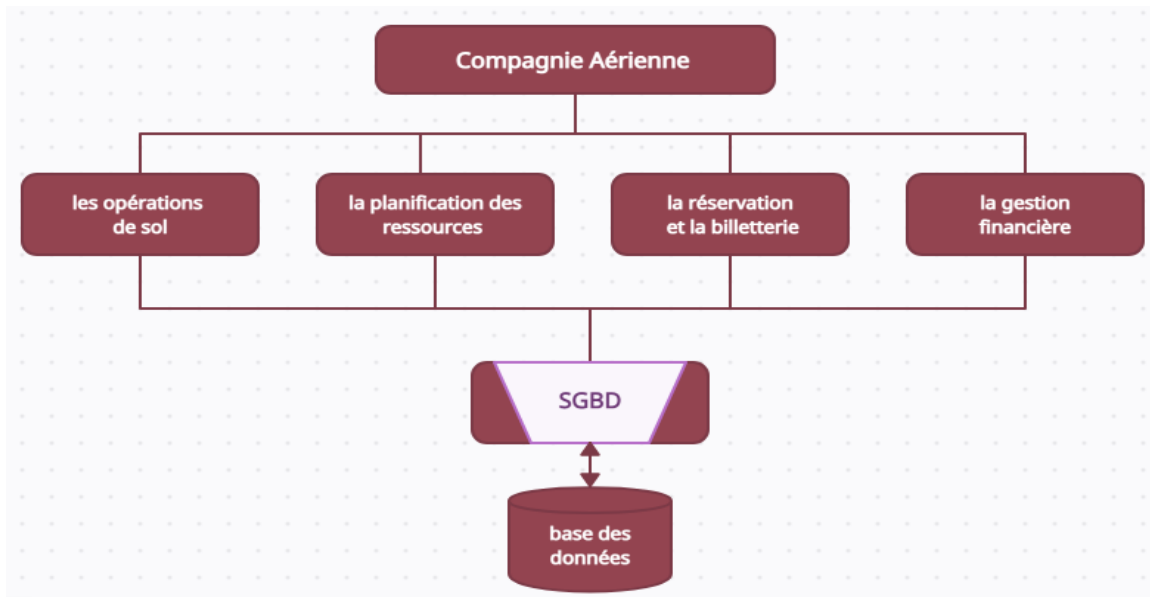 Compagnie Aérienne
les opérations
de sol
la planification des
ressources
la réservation
et la billetterie
la gestion
financière
SGBD
base des
données